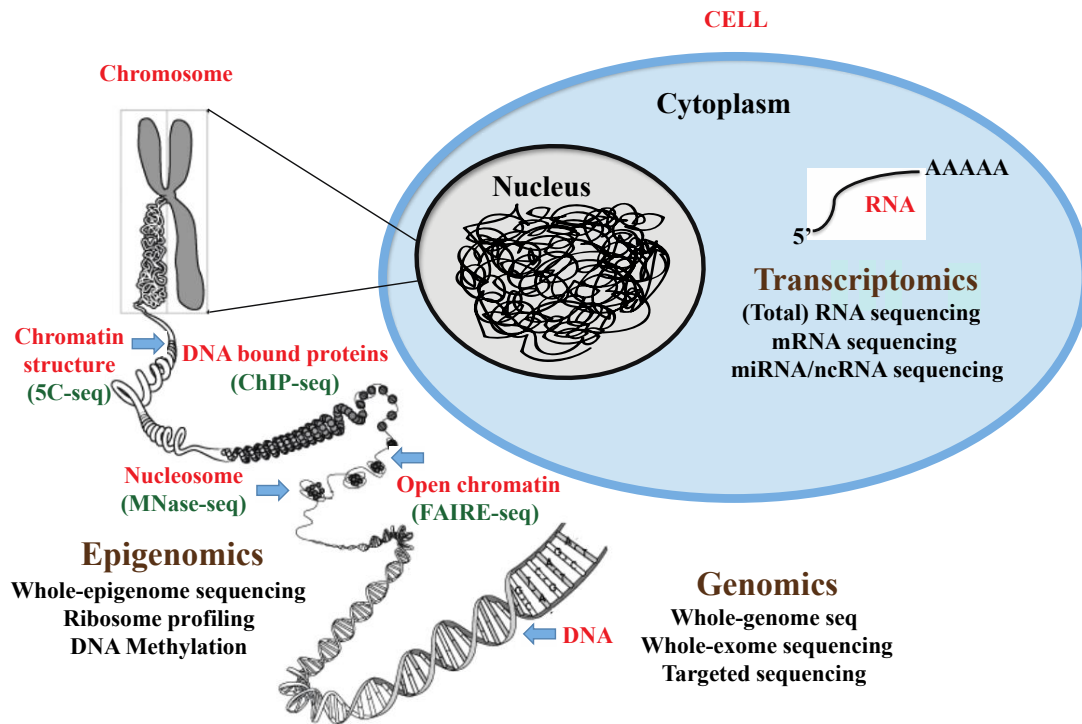 CELL
Chromosome
Cytoplasm
Nucleus
AAAAA
RNA
5’
Transcriptomics
(Total) RNA sequencing
mRNA sequencing
miRNA/ncRNA sequencing
Chromatin
structure
(5C-seq)
DNA bound proteins
(ChIP-seq)
Nucleosome
(MNase-seq)
Open chromatin
(FAIRE-seq)
Epigenomics
Whole-epigenome sequencing
Ribosome profiling
DNA Methylation
DNA
Genomics
Whole-genome seq
Whole-exome sequencing
Targeted sequencing